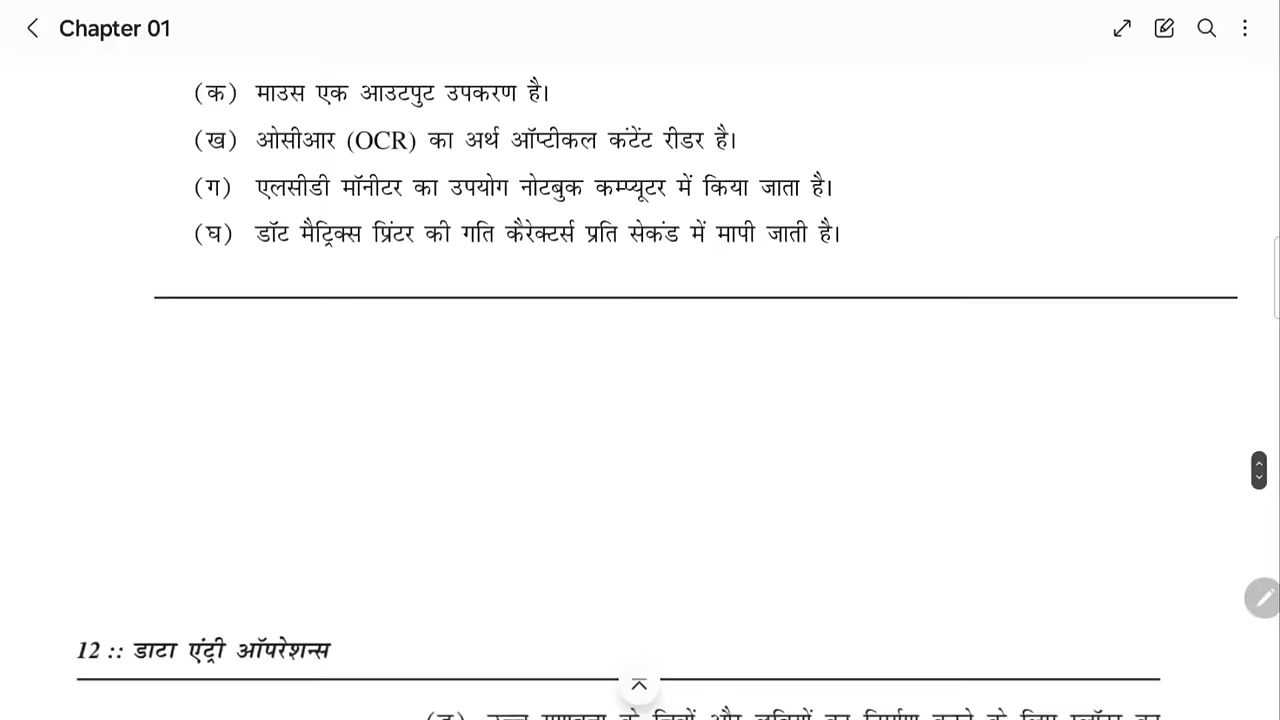 Chapter 01
(क) माउस एक आउटपुट उपकरण है।
(ख) ओसीआर (OCR) का अर्थ ऑप्टीकल कंटेंट रीडर है।
(ग) एलसीडी मॉनीटर का उपयोग नोटबुक कम्प्यूटर में किया जाता है।
(घ) डॉट मैट्रिक्स प्रिंटर की गति कैरेक्टर्स प्रति सेकंड में मापी जाती है।
12 :: डाटा एंट्री ऑपरेशन्स